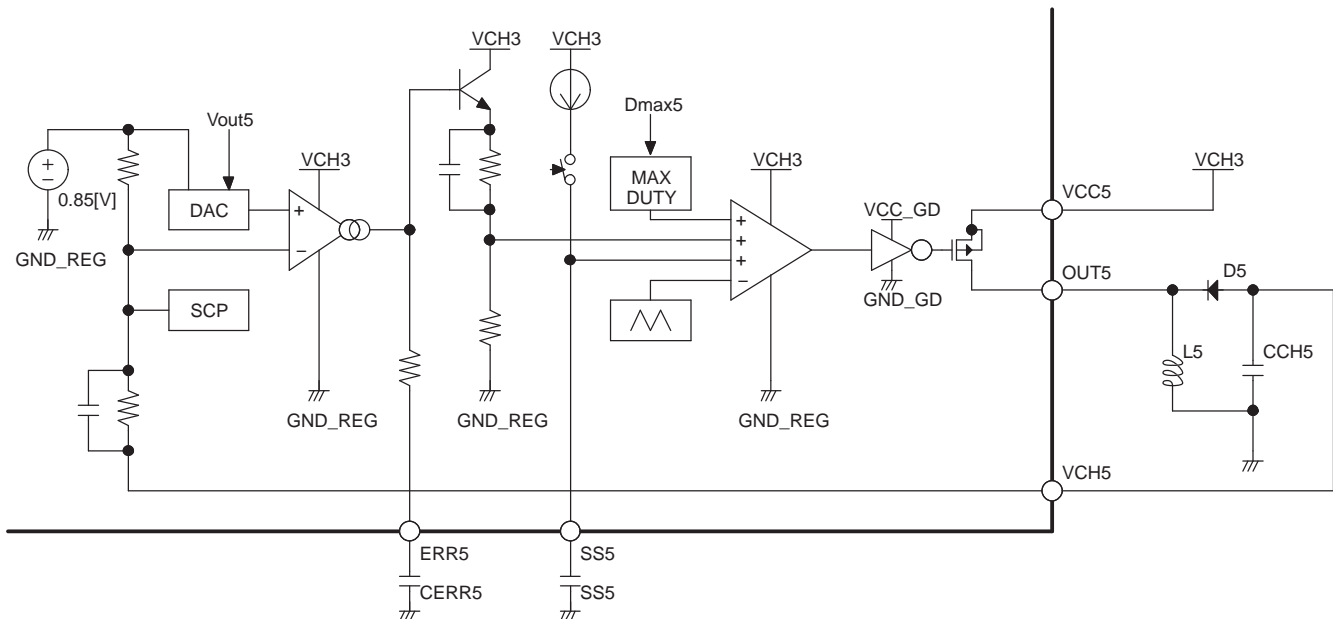 VCH3
VCH3
Dmax5
Vout5
VCH3
+
−
0.85[V]
DAC
+
−
MAX
DUTY
VCH3
+
+
+
−
VCC_GD
GND_GD
VCC5
VCH3
GND_REG
SCP
OUT5
D5
L5
CCH5
GND_REG
GND_REG
GND_REG
VCH5
ERR5
CERR5
SS5
SS5